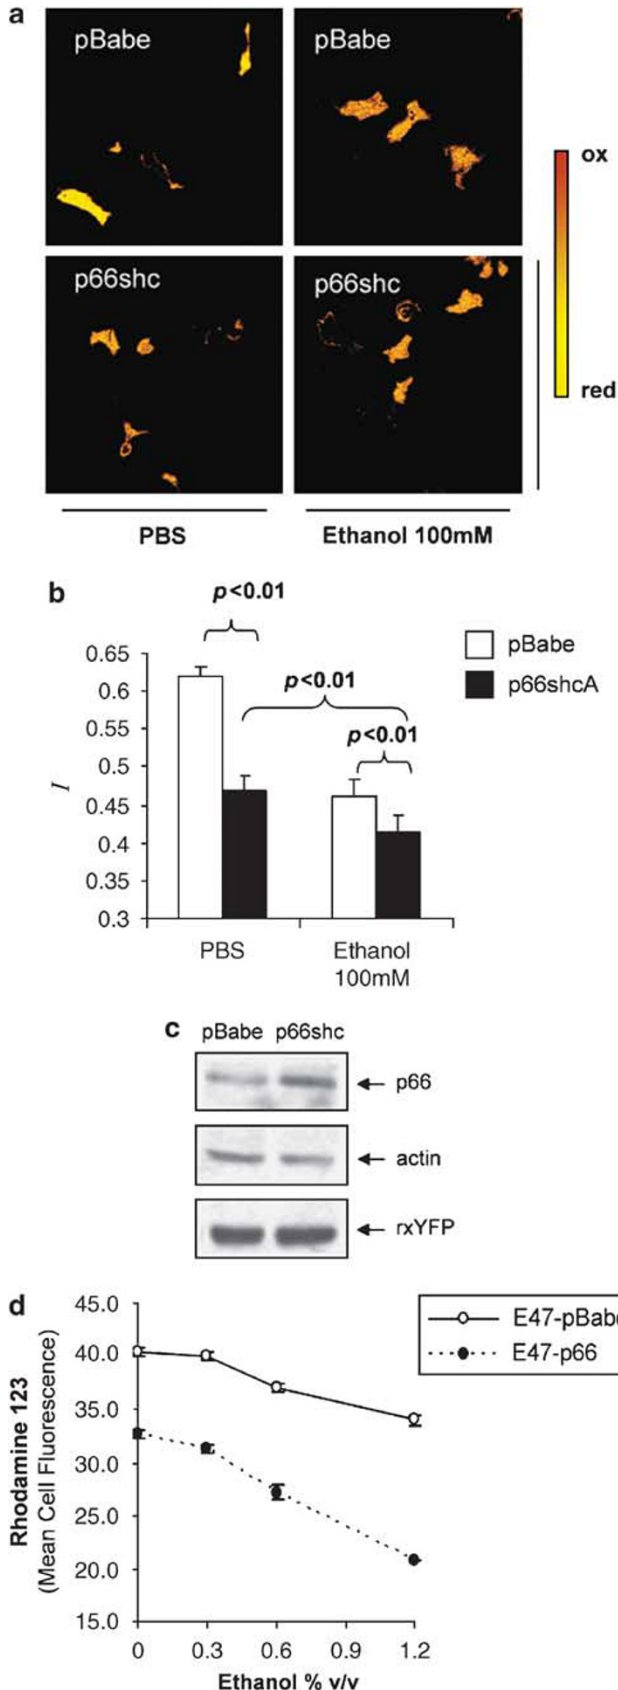 a
pBabe
pBabe
ox
p66shc
p66shc
red
PBS
Ethanol 100mM
b
p<0.01
pBabe
p66shcA
p<0.01
p<0.01
0.65
0.6
0.55
0.5
0.45
0.4
0.35
0.3
I
PBS
Ethanol
100mM
c
pBabe p66shc
p66
actin
rxYFP
d
E47-pBabe
E47-p66
Rhodamine 123
(Mean Cell Fluorescence)
45.0
40.0
35.0
30.0
25.0
20.0
15.0
0 0.3 0.6 0.9 1.2
Ethanol % v/v